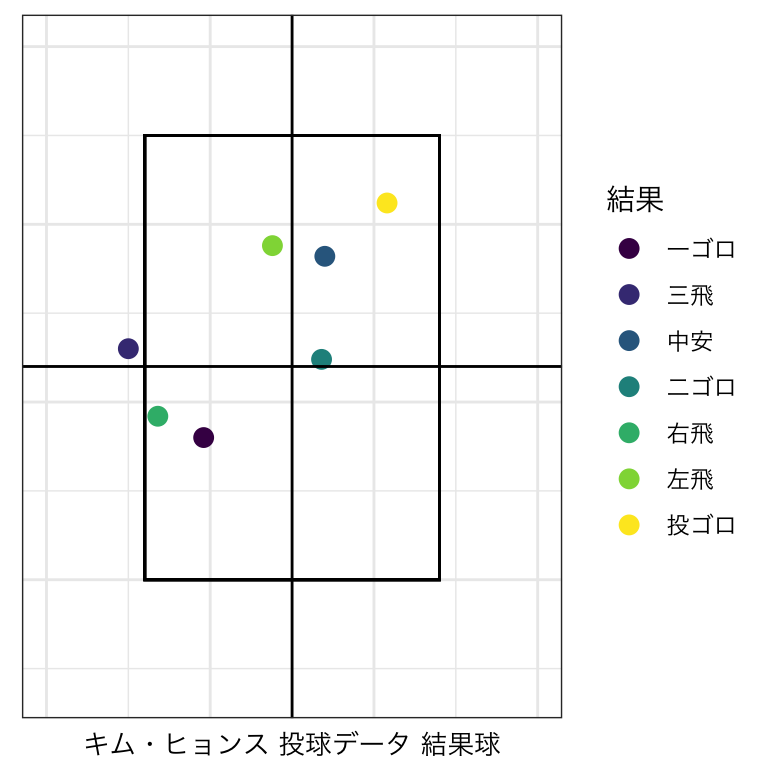 結果
一ゴロ
三飛
中安
二ゴロ
右飛
左飛
投ゴロ
キム・ヒョンス 投球データ 結果球